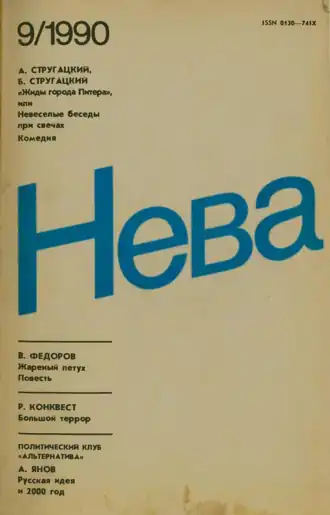 9/1990
ISSN 0130—741X
А. СТРУГАЦКИЙ,
Б. СТРУГАЦКИЙ
«Жиды города Питера»,
или
Невеселые беседы
при свечах
Комедия
Нева
В. ФЕДОРОВ
Жареный петух
Повесть
Р. КОНКВЕСТ
Большой террор
ПОЛИТИЧЕСКИЙ КЛУБ
«АЛЬТЕРНАТИВА»
А. ЯНОВ
Русская идея
и 2000 год